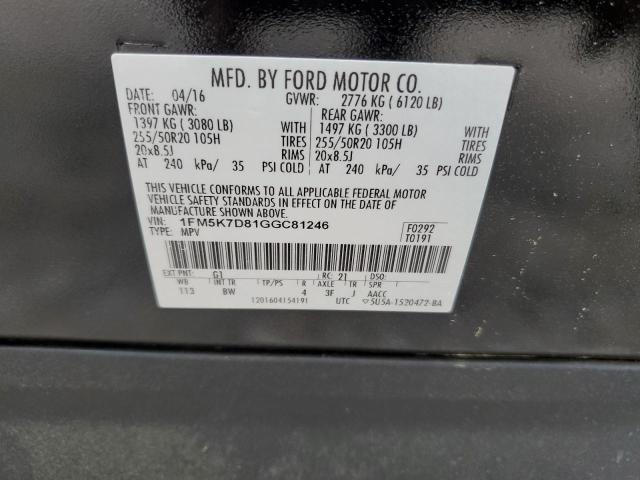 MFD. BY FORD MOTOR CO.
DATE: 04/16 GVWR: 2776 KG ( 6120 LB)
FRONT GAWR: REAR GAWR:
1397 KG ( 3080 LB) WITH 1497 KG ( 3300 LB) WITH
255/50R20 105H TIRES 255/50R20 105H TIRES
20x8.5J RIMS 20x8.5J RIMS
AT 240 kPa/ 35 PSI COLD AT 240 kPa/ 35 PSI COLD
THIS VEHICLE CONFORMS TO ALL APPLICABLE FEDERAL MOTOR
VEHICLE SAFETY STANDARDS IN EFFECT ON THE DATE OF
MANUFACTURE SHOWN ABOVE.
VIN: 1FM5K7D81GGC81246 F0292
TYPE: MPV T0191
EXT PNT: G1 RC: 21 DSO:
WB INT TR TP/PS R AXLE TR SPR
113 BW 4 3F J AACC
1201604154191 UTC ▽5U5A-1520472-BA